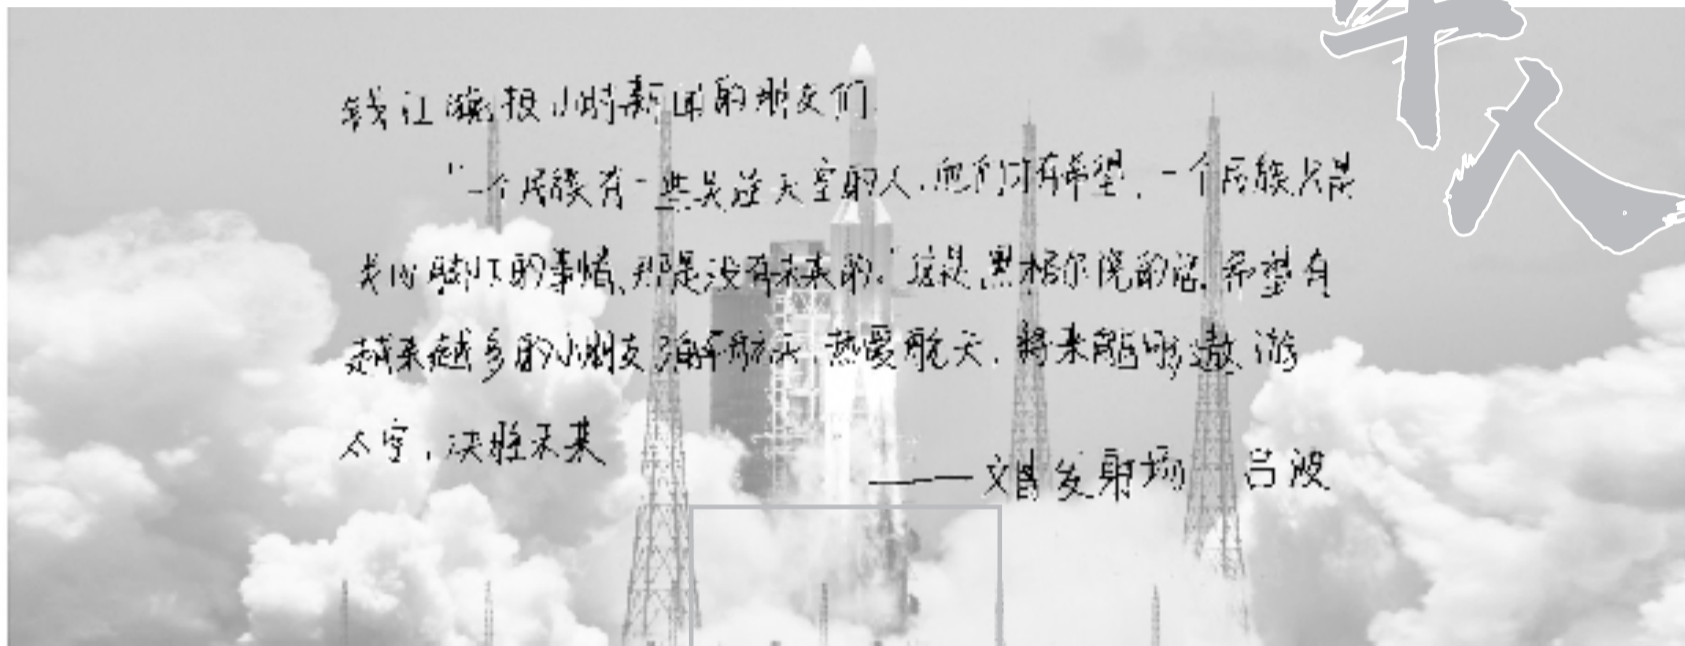 军人
钱江晚报小时新闻的朋友们
“一个民族有一些关注天空的人，他们才有希望，一个民族只是
关心脚下的事情，那是没有未来的。”这是黑格尔说的话，希望有
越来越多的小朋友了解航天，热爱航天，将来能够遨游
太空，决胜未来
——文昌发射场 吕波